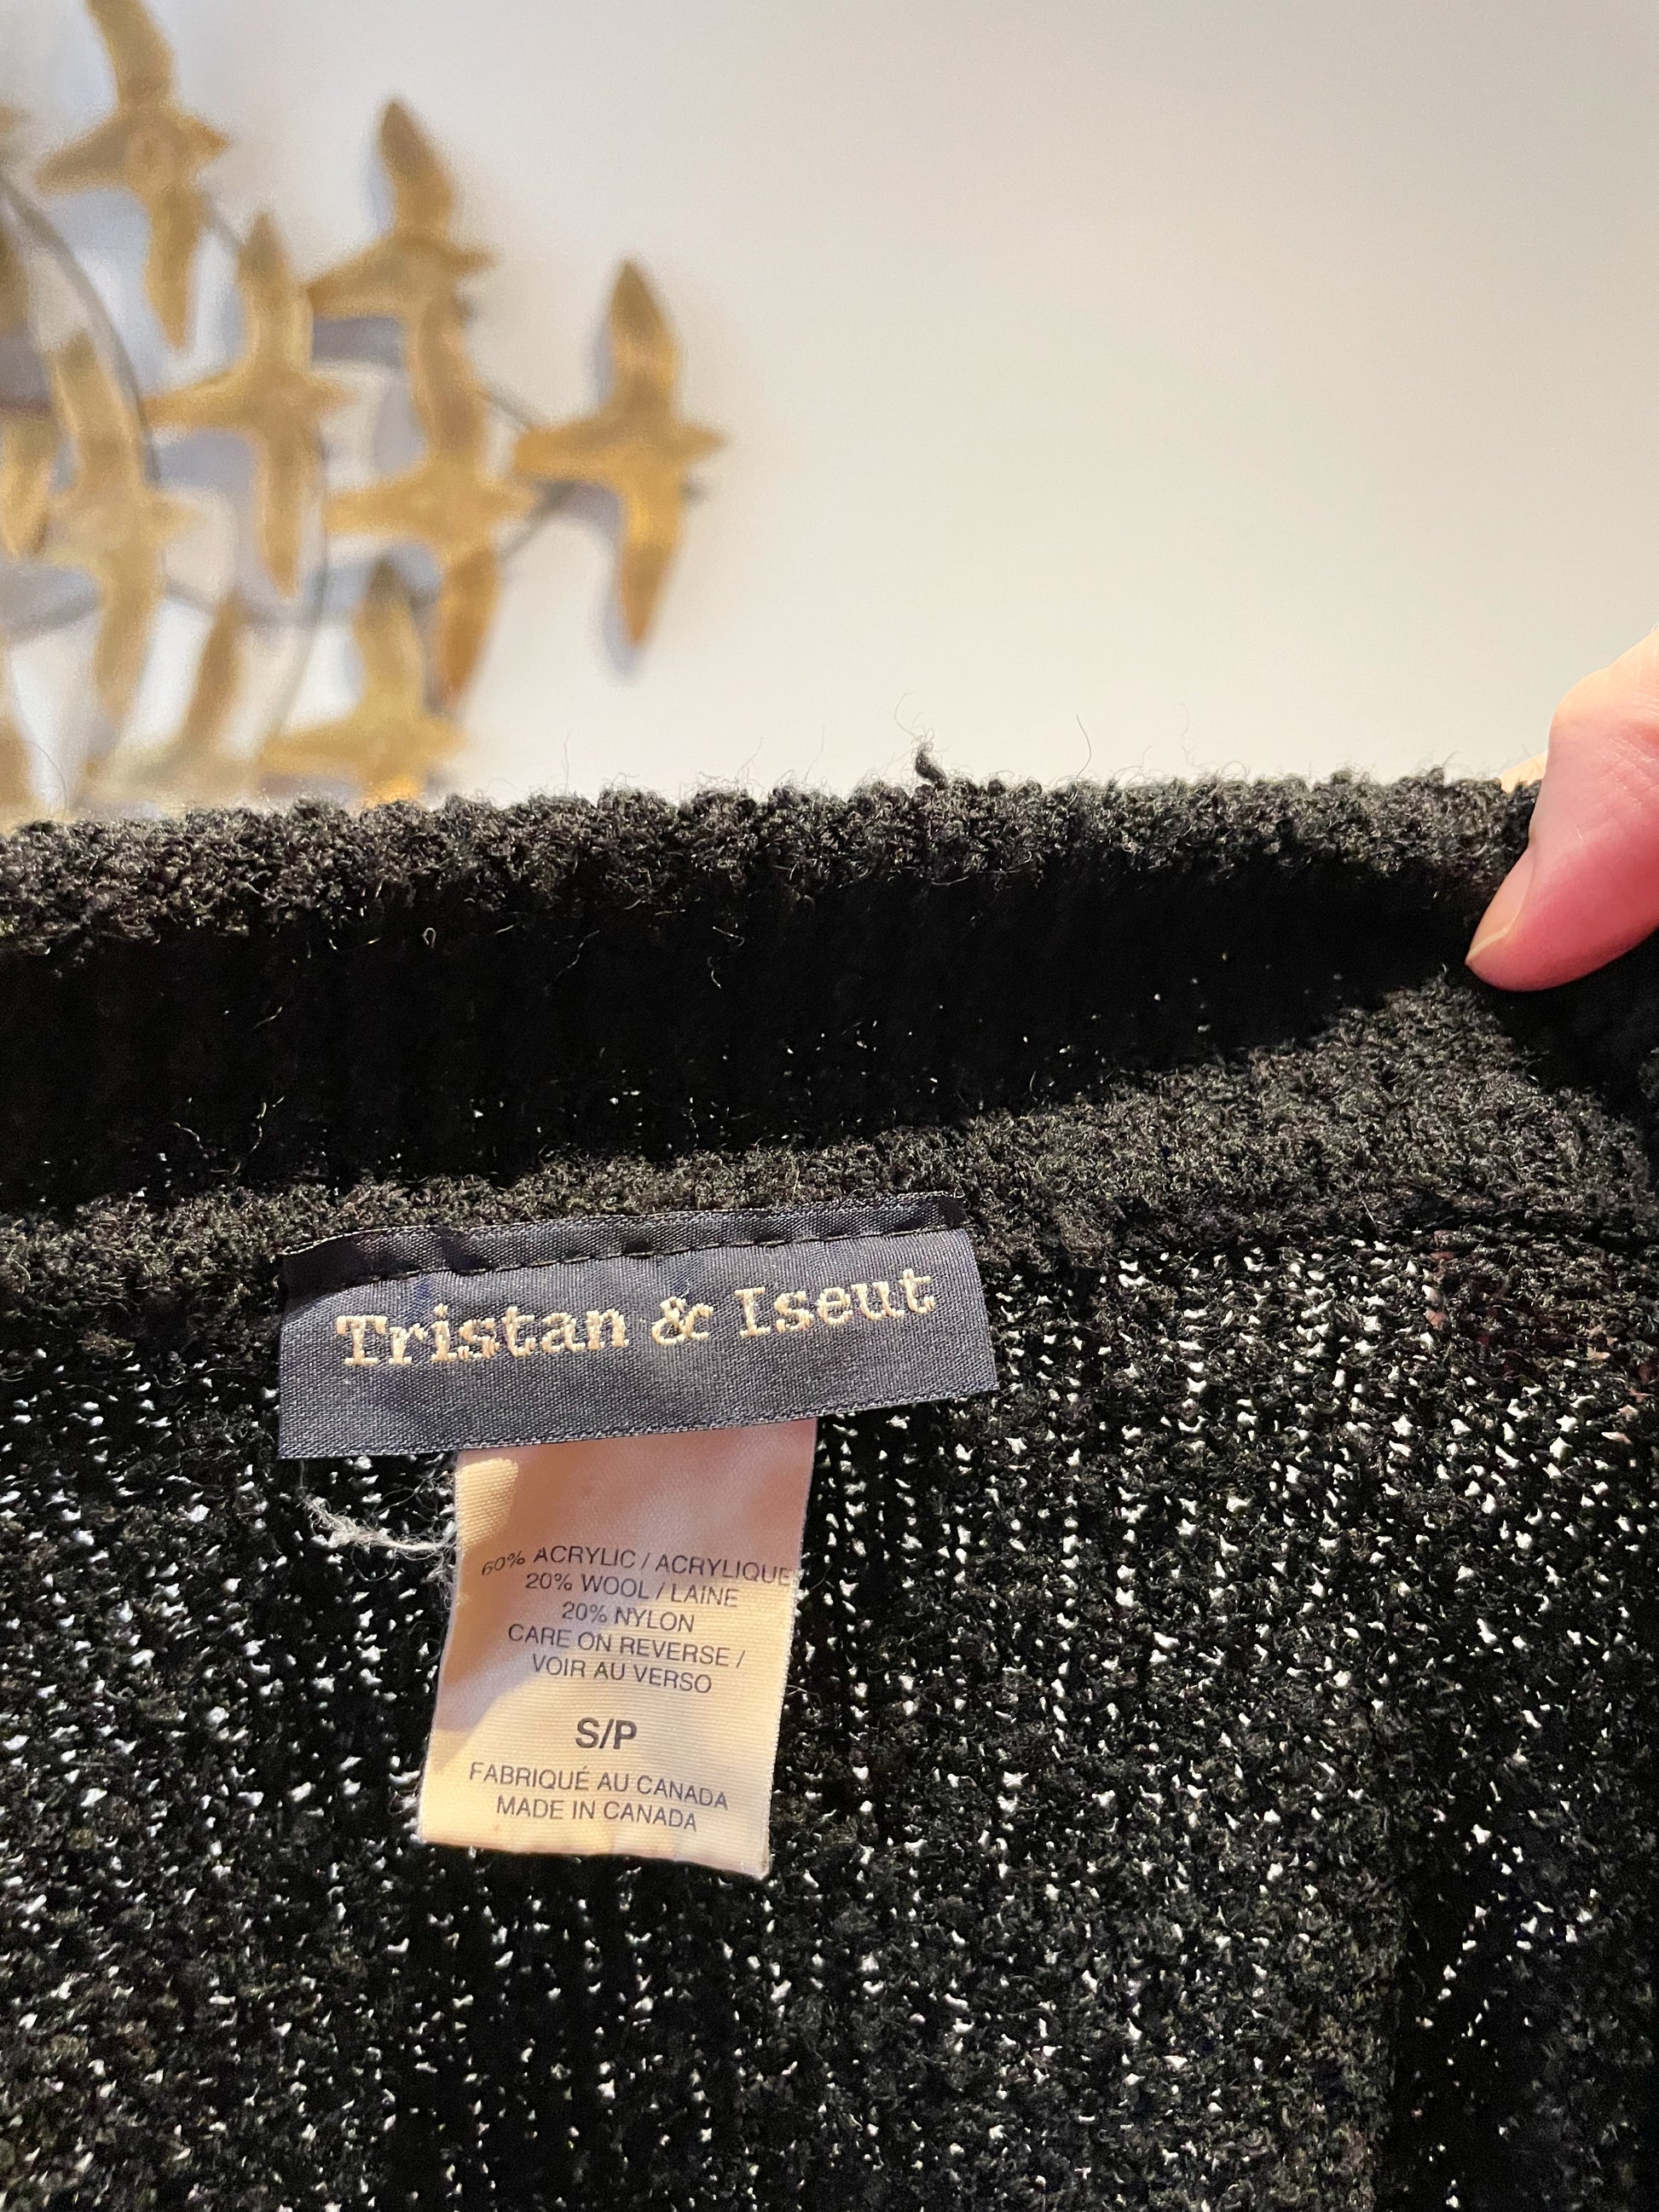 Tristan & Iseut
60% ACRYLIC / ACRYLIQUE
20% WOOL / LAINE
20% NYLON
CARE ON REVERSE /
VOIR AU VERSO
S/P
FABRIQUÉ AU CANADA
MADE IN CANADA